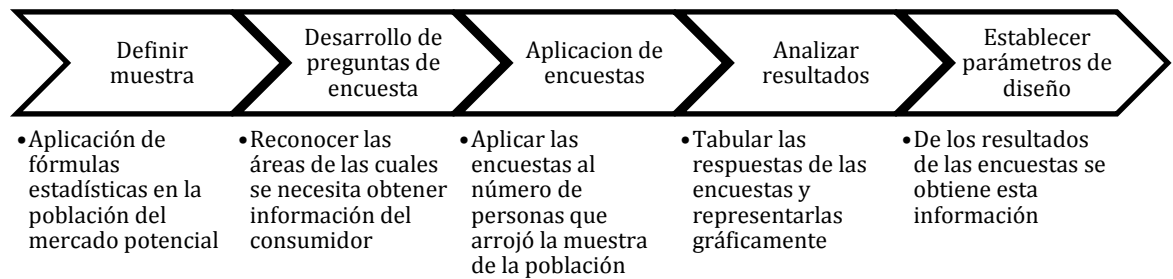 Definir
muestra
Desarrollo de
preguntas de
encuesta
Aplicacion de
encuestas
Analizar
resultados
Establecer
parámetros de
diseño
•Aplicación de
fórmulas
estadísticas en la
población del
mercado potencial
•Reconocer las
áreas de las cuales
se necesita obtener
información del
consumidor
•Aplicar las
encuestas al
número de
personas que
arrojó la muestra
de la población
•Tabular las
respuestas de las
encuestas y
representarlas
gráficamente
•De los resultados
de las encuestas se
obtiene esta
información